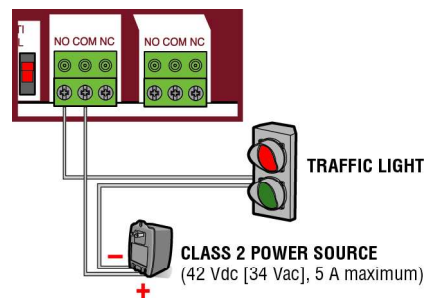 NO COM NC NO COM NC
TRAFFIC LIGHT
CLASS 2 POWER SOURCE
(42 Vdc [34 Vac], 5 A maximum)